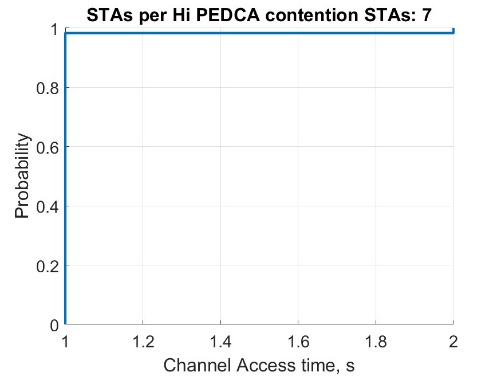 STAs per Hi PEDCA contention STAs: 7
1
0.8
0.6
0.4
0.2
0
Probability
1 1.2 1.4 1.6 1.8 2
Channel Access time, s